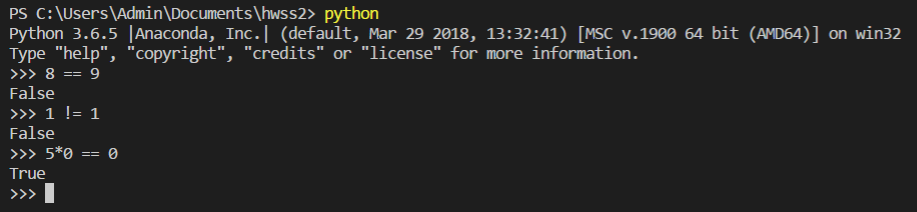 PS C:\Users\Admin\Documents\hwss2> python
Python 3.6.5 |Anaconda, Inc.| (default, Mar 29 2018, 13:32:41) [MSC v.1900 64 bit (AMD64)] on win32
Type "help", "copyright", "credits" or "license" for more information.
>>> 8 == 9
False
>>> 1 != 1
False
>>> 5*0 == 0
True
>>>